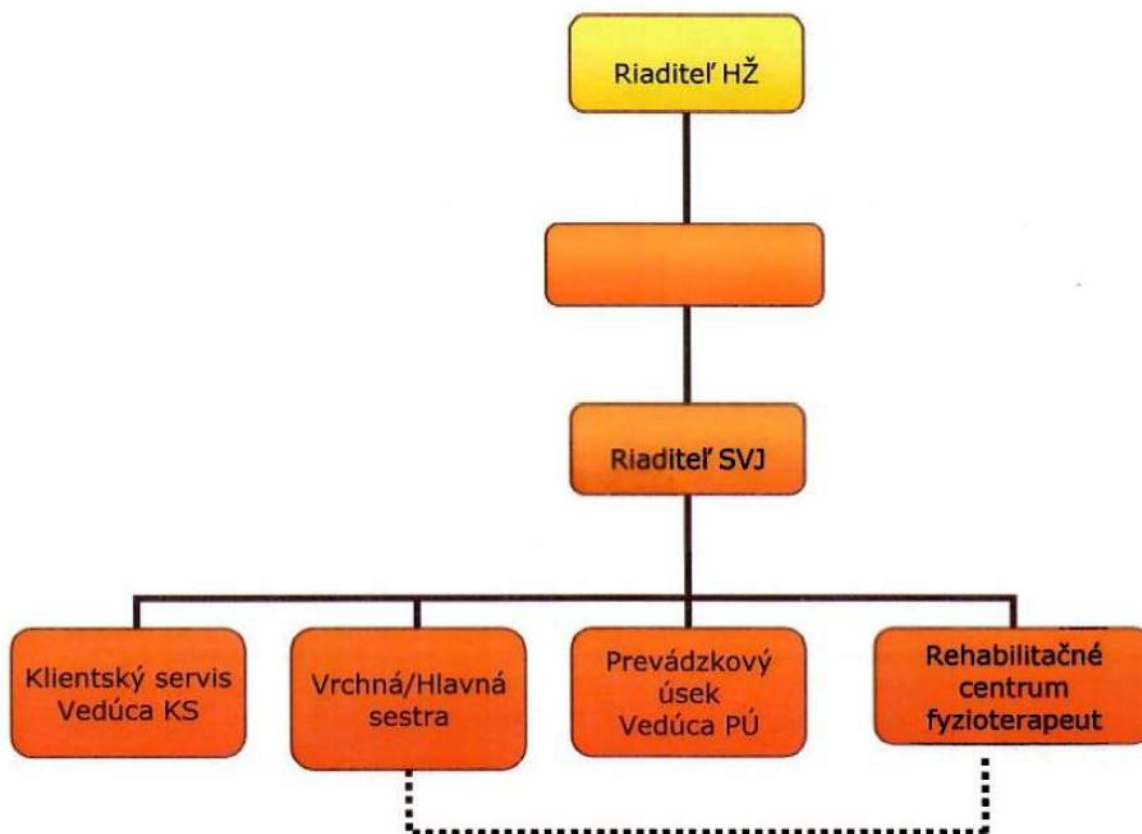 Riaditeľ HŽ
Riaditeľ SVJ
Klientský servis
Vedúca KS
Vrchná/Hlavná
sestra
Prevádzkový
úsek
Vedúca PÚ
Rehabilitačné
centrum
fyzioterapeut